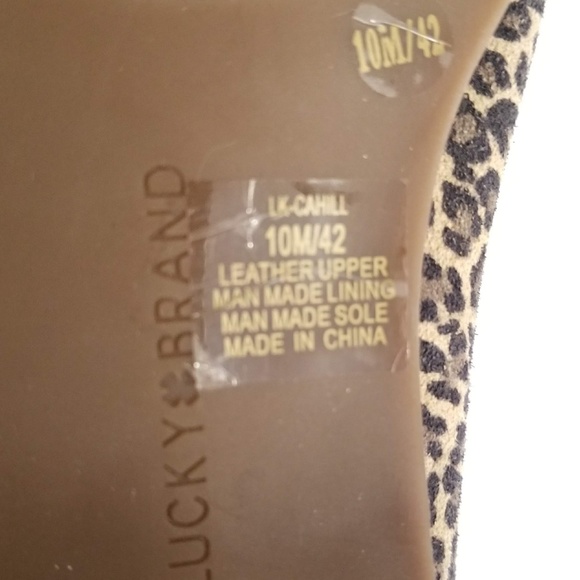 10M/42
LK-CAHILL
10M/42
LEATHER UPPER
MAN MADE LINING
MAN MADE SOLE
MADE IN CHINA
LUCKY BRAND